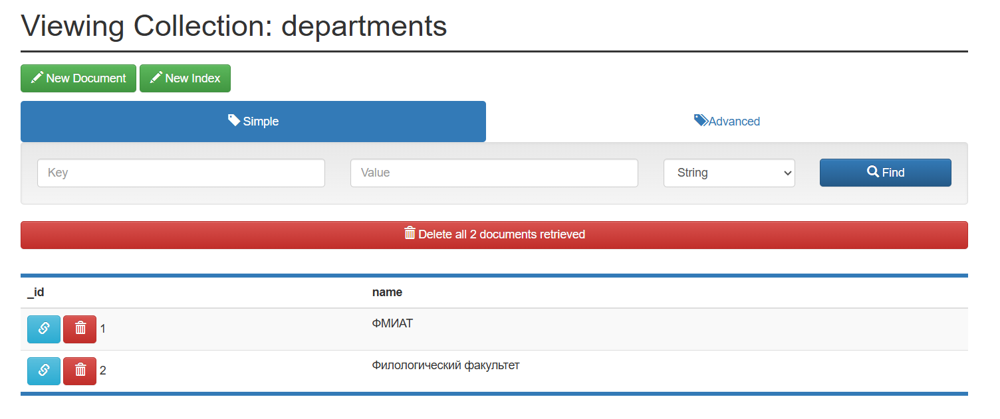 Viewing Collection: departments
New Document New Index
Simple Advanced
Key Value String Find
Delete all 2 documents retrieved
_id name
1 ФМИАТ
2 Филологический факультет